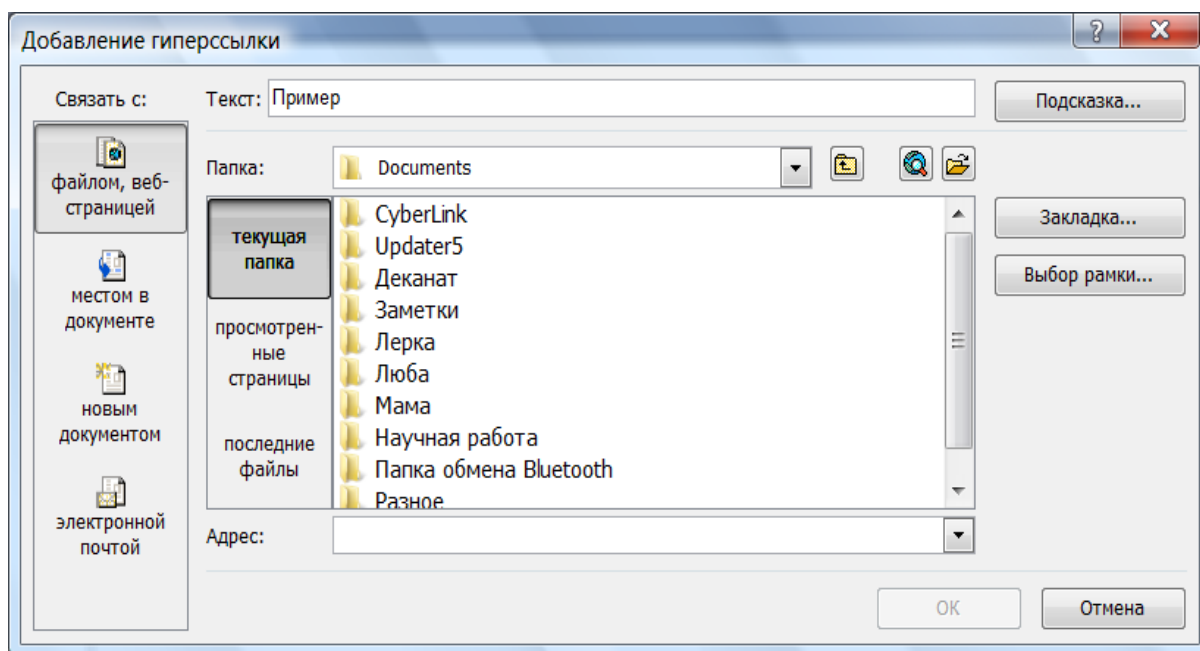 Добавление гиперссылки
Связать с:
Текст: Пример
Подсказка...
файлом, веб-
страницей
местом в
документе
новым
документом
электронной
почтой
Папка:
Documents
текущая
папка
просмотрен-
ные
страницы
последние
файлы
CyberLink
Updater5
Деканат
Заметки
Лерка
Люба
Мама
Научная работа
Папка обмена Bluetooth
Разное
Закладка...
Выбор рамки...
Адрес:
ОК
Отмена